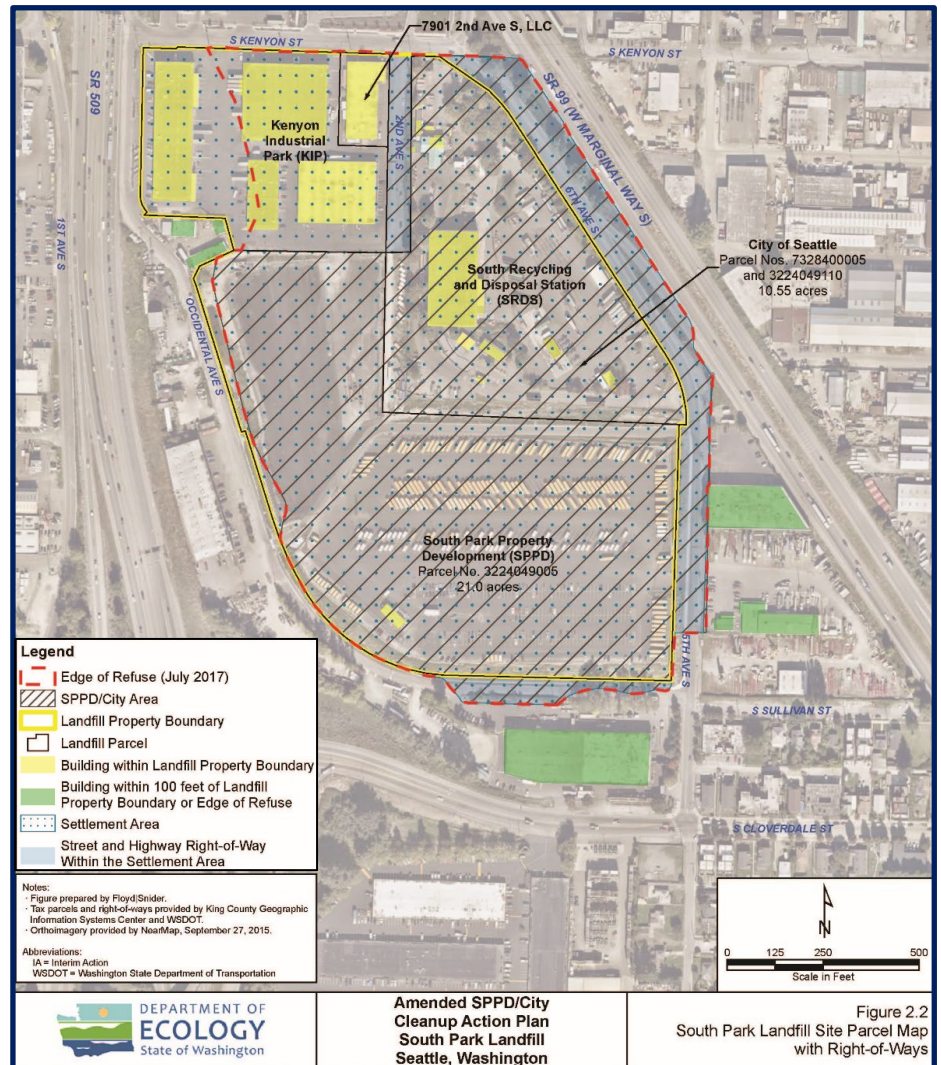 7901 2nd Ave S, LLC
S KENYON ST
S KENYON ST
SR 509
SR 99 (W MARGINAL WAY S)
Kenyon
Industrial
Park (KIP)
2ND AVE S
1ST AVE S
5TH AVE S
City of Seattle
Parcel Nos. 7328400005
and 3224049110
10.55 acres
South Recycling
and Disposal Station
(SRDS)
OCCIDENTAL AVE S
South Park Property
Development (SPPD)
Parcel No. 3224049005
21.0 acres
5TH AVE S
S SULLIVAN ST
S CLOVERDALE ST
Legend
Edge of Refuse (July 2017)
SPPD/City Area
Landfill Property Boundary
Landfill Parcel
Building within Landfill Property Boundary
Building within 100 feet of Landfill
Property Boundary or Edge of Refuse
Settlement Area
Street and Highway Right-of-Way
Within the Settlement Area
Notes:
· Figure prepared by Floyd|Snider.
· Tax parcels and right-of-ways provided by King County Geographic
Information Systems Center and WSDOT.
· Orthoimagery provided by NearMap, September 27, 2015.
Abbreviations:
IA = Interim Action
WSDOT = Washington State Department of Transportation
N
0 125 250 500
Scale in Feet
DEPARTMENT OF
ECOLOGY
State of Washington
Amended SPPD/City
Cleanup Action Plan
South Park Landfill
Seattle, Washington
Figure 2.2
South Park Landfill Site Parcel Map
with Right-of-Ways